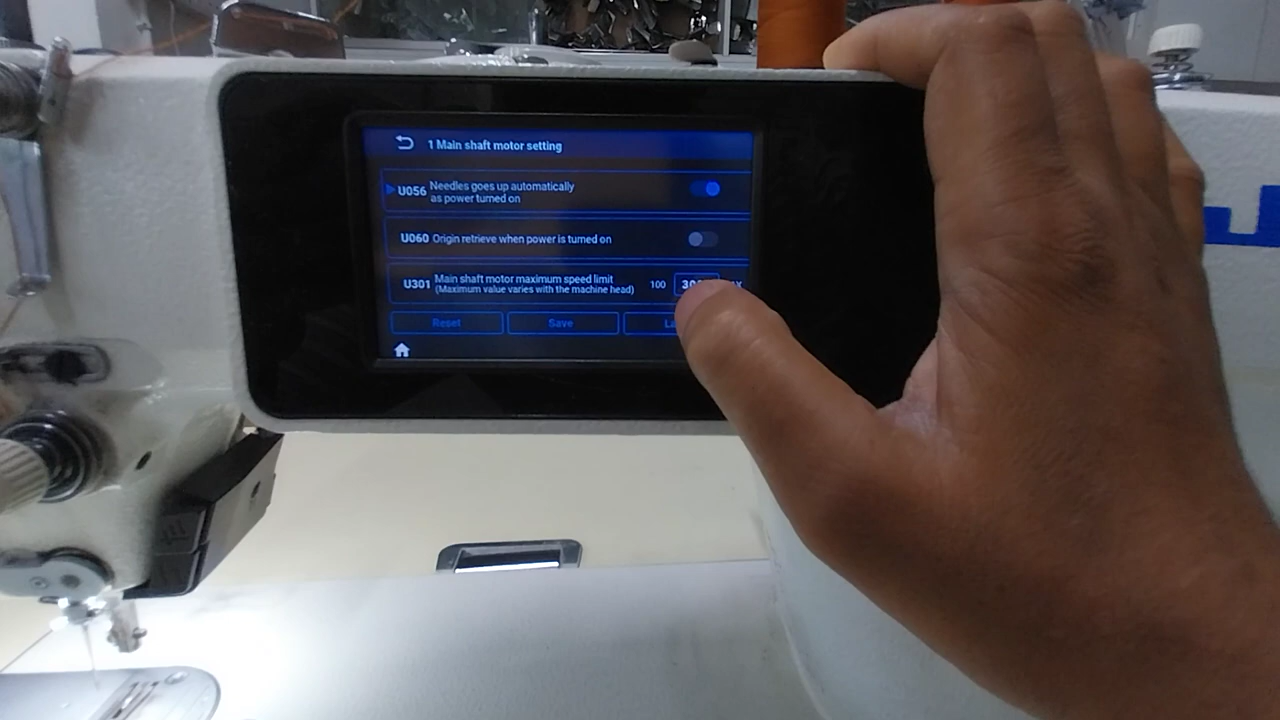 1 Main shaft motor setting
U056 Needles goes up automatically
as power turned on
U060 Origin retrieve when power is turned on
U301 Main shaft motor maximum speed limit 100
(Maximum value varies with the machine head)
Reset Save